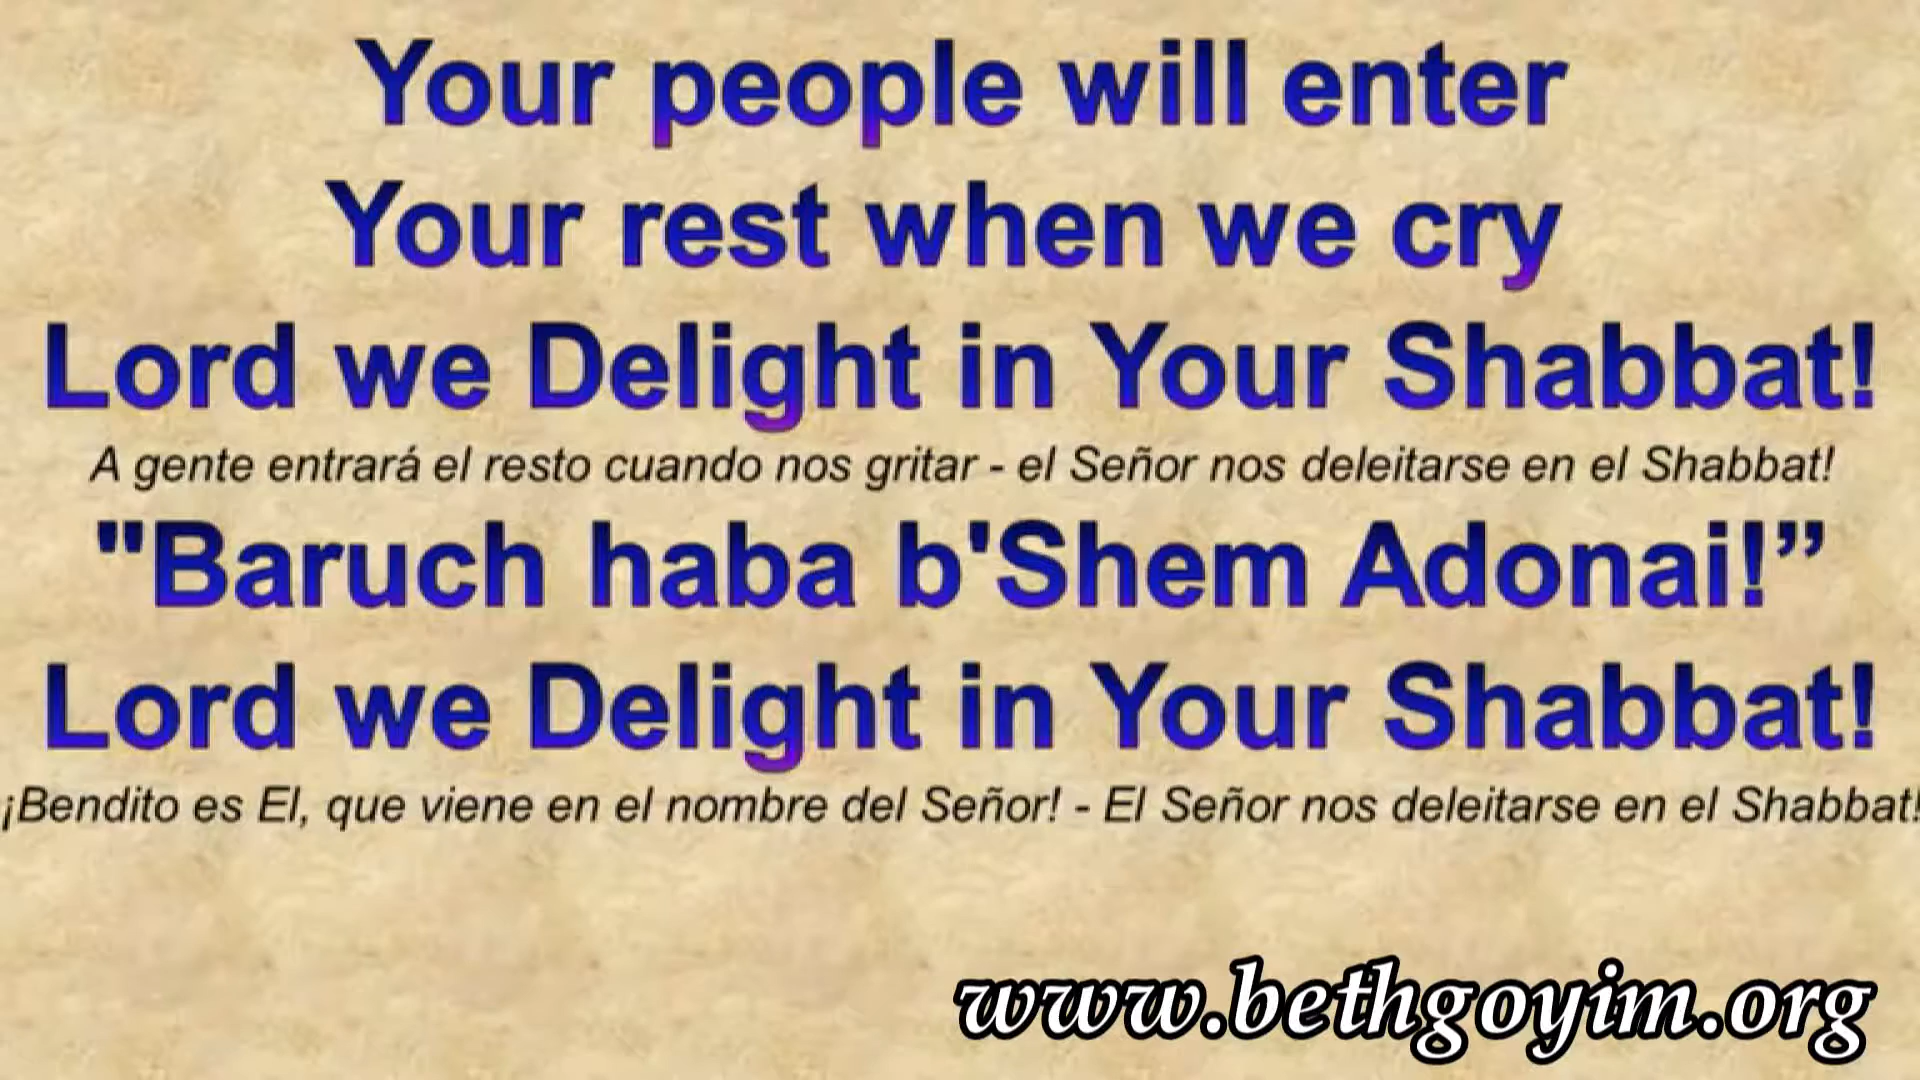 Your people will enter
Your rest when we cry
Lord we Delight in Your Shabbat!
A gente entrará el resto cuando nos gritar - el Señor nos deleitarse en el Shabbat!
"Baruch haba b'Shem Adonai!”
Lord we Delight in Your Shabbat!
¡Bendito es El, que viene en el nombre del Señor! - El Señor nos deleitarse en el Shabbat!
www.bethgoyim.org